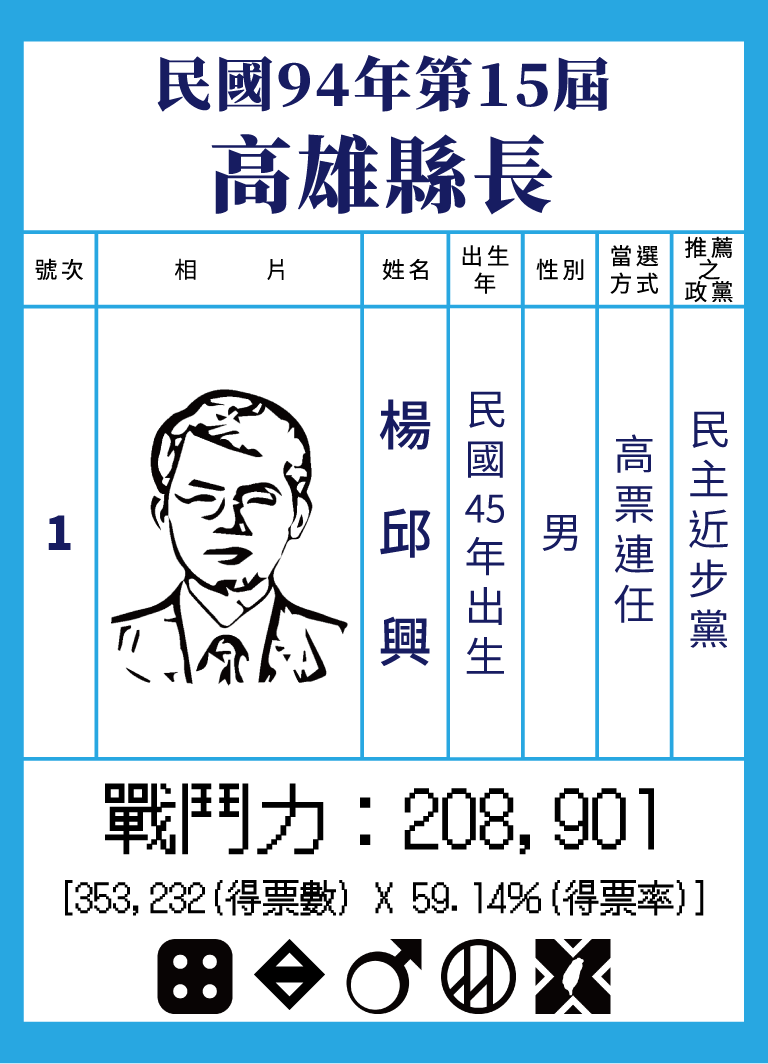 民國94年第15屆
高雄縣長
號次
相 片
姓名
出生
年
性別
當選
方式
推薦
之
政黨
1
楊邱興
民國45年出生
男
高票連任
民主近步黨
戰鬥力:208,901
[353,232(得票數) X 59.14%(得票率)]